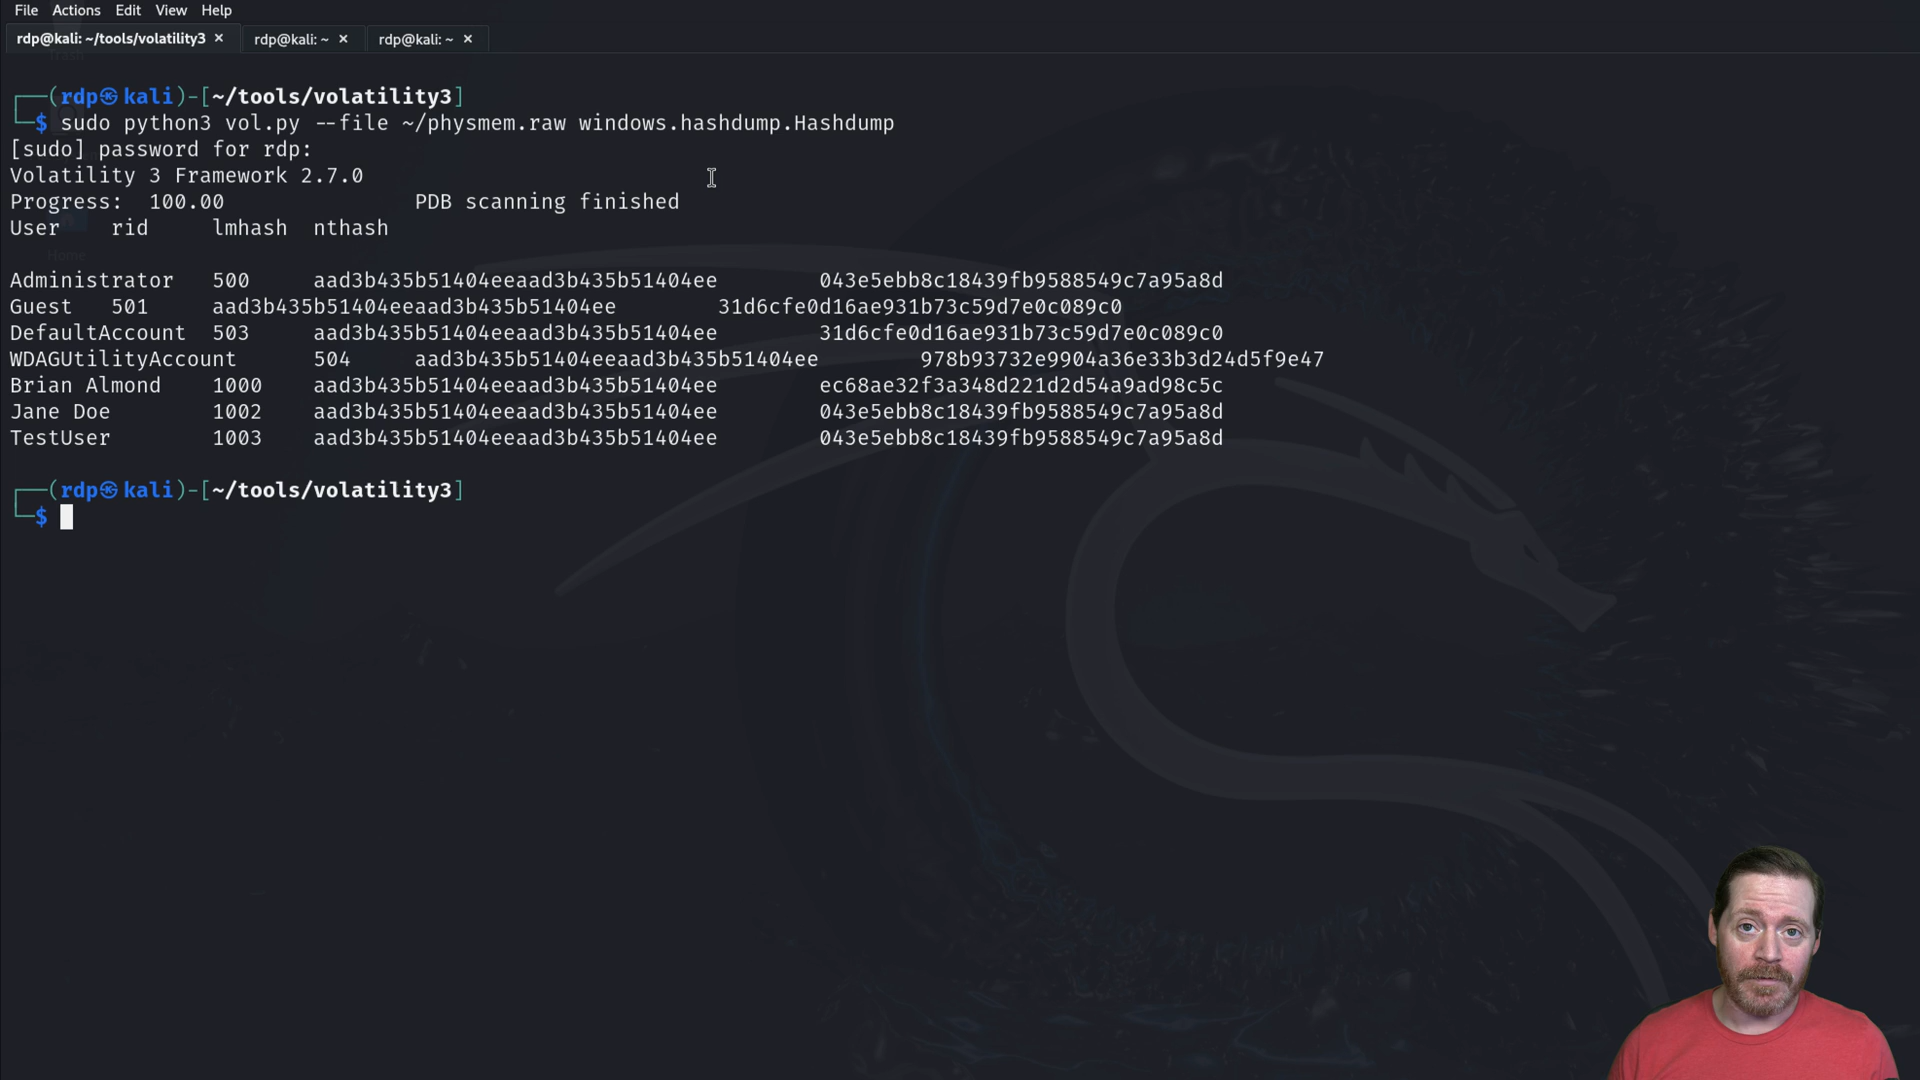 File Actions Edit View Help
rdp@kali: ~/tools/volatility3 × rdp@kali: ~ × rdp@kali: ~ ×
┌──(rdp㉿kali)-[~/tools/volatility3]
└─$ sudo python3 vol.py --file ~/physmem.raw windows.hashdump.Hashdump
[sudo] password for rdp:
Volatility 3 Framework 2.7.0
Progress: 100.00 PDB scanning finished
User rid lmhash nthash
Administrator 500 aad3b435b51404eeaad3b435b51404ee 043e5ebb8c18439fb9588549c7a95a8d
Guest 501 aad3b435b51404eeaad3b435b51404ee 31d6cfe0d16ae931b73c59d7e0c089c0
DefaultAccount 503 aad3b435b51404eeaad3b435b51404ee 31d6cfe0d16ae931b73c59d7e0c089c0
WDAGUtilityAccount 504 aad3b435b51404eeaad3b435b51404ee 978b93732e9904a36e33b3d24d5f9e47
Brian Almond 1000 aad3b435b51404eeaad3b435b51404ee ec68ae32f3a348d221d2d54a9ad98c5c
Jane Doe 1002 aad3b435b51404eeaad3b435b51404ee 043e5ebb8c18439fb9588549c7a95a8d
TestUser 1003 aad3b435b51404eeaad3b435b51404ee 043e5ebb8c18439fb9588549c7a95a8d
┌──(rdp㉿kali)-[~/tools/volatility3]
└─$
Trash
Home